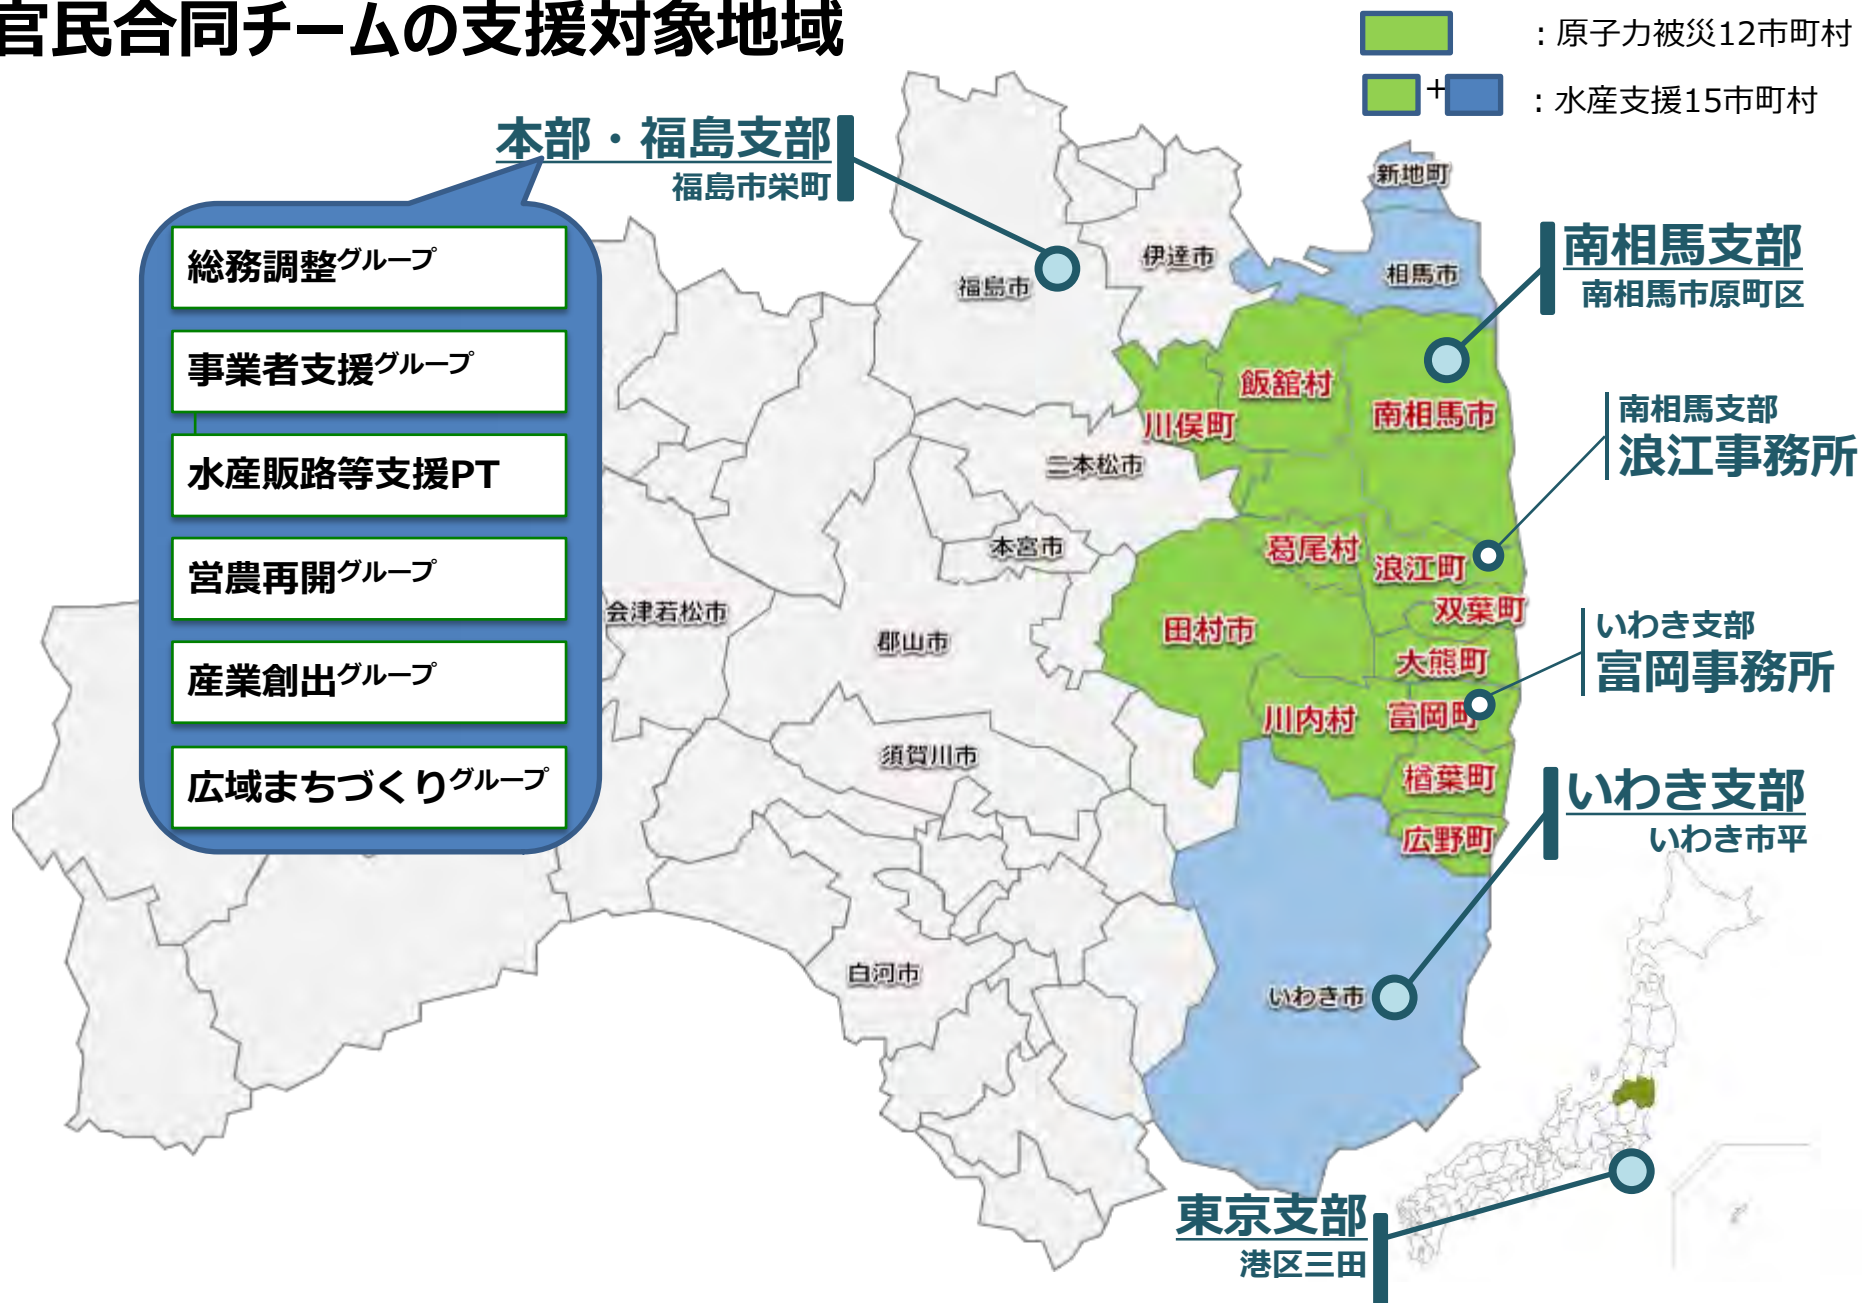 官民合同チームの支援対象地域
：原子力被災12市町村
+
：水産支援15市町村
本部・福島支部
福島市栄町
総務調整グループ
事業者支援グループ
水産販路等支援PT
営農再開グループ
産業創出グループ
広域まちづくりグループ
新地町
相馬市
伊達市
福島市
南相馬支部
南相馬市原町区
飯舘村
川俣町
南相馬市
南相馬支部
浪江事務所
二本松市
本宮市
葛尾村
浪江町
双葉町
会津若松市
郡山市
田村市
大熊町
いわき支部
富岡事務所
川内村
富岡町
須賀川市
楢葉町
広野町
いわき支部
いわき市平
白河市
いわき市
東京支部
港区三田